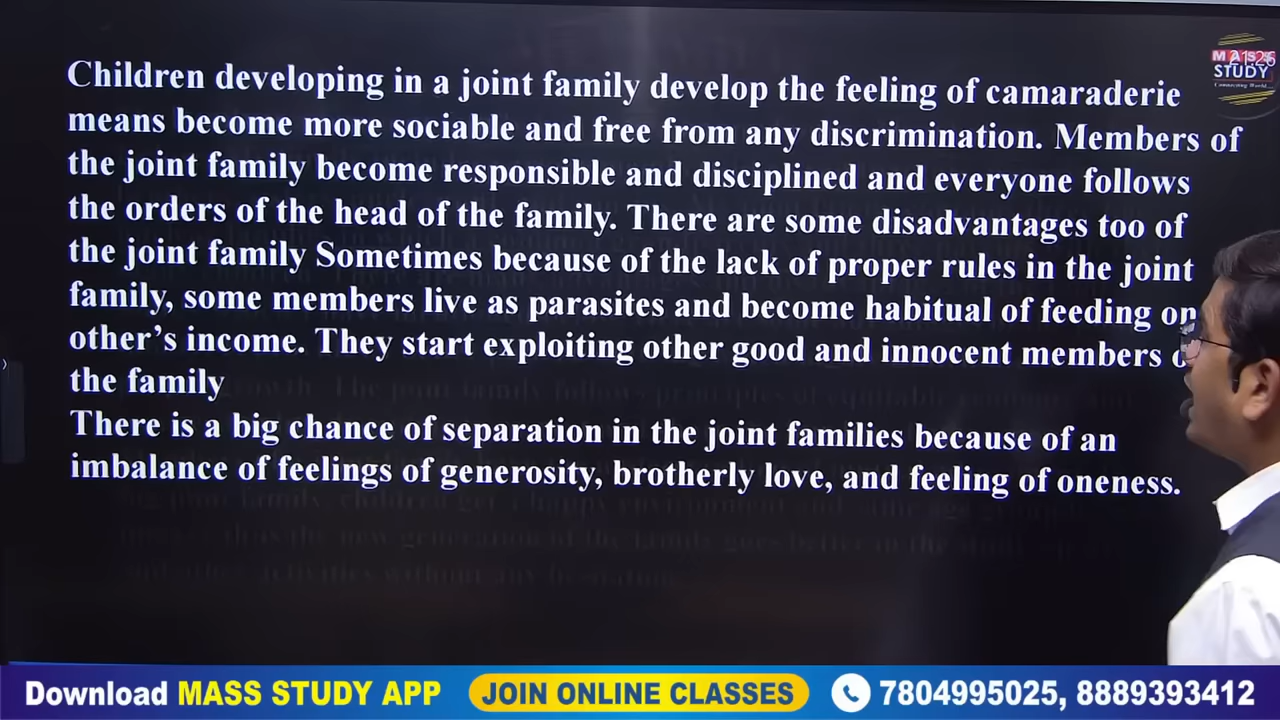 Children developing in a joint family develop the feeling of camaraderie
means become more sociable and free from any discrimination. Members of
the joint family become responsible and disciplined and everyone follows
the orders of the head of the family. There are some disadvantages too of
the joint family Sometimes because of the lack of proper rules in the joint
family, some members live as parasites and become habitual of feeding on
other's income. They start exploiting other good and innocent members
the family
There is a big chance of separation in the joint families because of an
imbalance of feelings of generosity, brotherly love, and feeling of oneness.
STUDY
Connecting World...
Download MASS STUDY APP
JOIN ONLINE CLASSES
7804995025, 8889393412